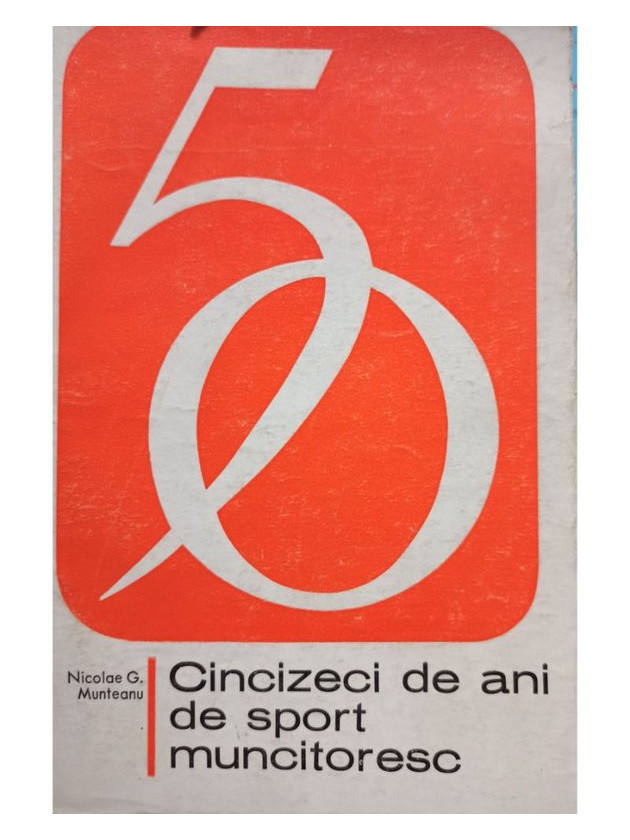 50
Nicolae G.
Munteanu
Cincizeci de ani
de sport
muncitoresc